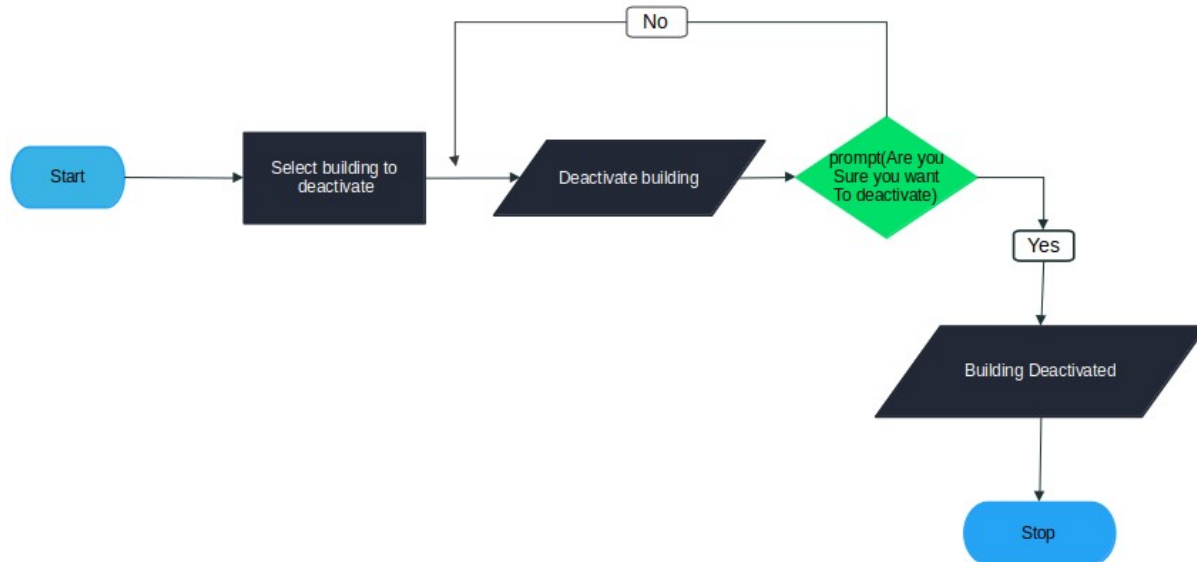 No
Start
Select building to
deactivate
Deactivate building
prompt(Are you
Sure you want
To deactivate)
Yes
Building Deactivated
Stop